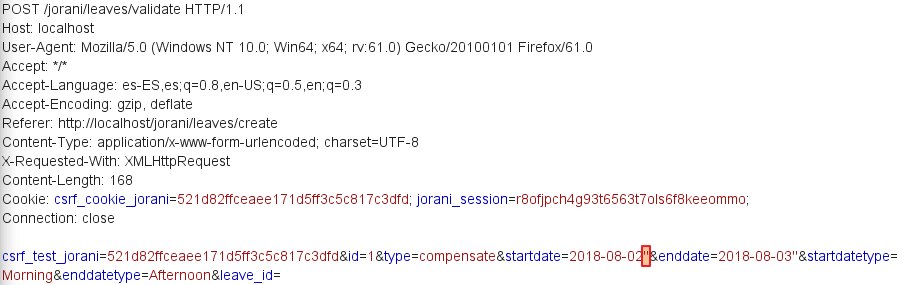 POST /jorani/leaves/validate HTTP/1.1
Host: localhost
User-Agent: Mozilla/5.0 (Windows NT 10.0; Win64; x64; rv:61.0) Gecko/20100101 Firefox/61.0
Accept: */*
Accept-Language: es-ES,es;q=0.8,en-US;q=0.5,en;q=0.3
Accept-Encoding: gzip, deflate
Referer: http://localhost/jorani/leaves/create
Content-Type: application/x-www-form-urlencoded; charset=UTF-8
X-Requested-With: XMLHttpRequest
Content-Length: 168
Cookie: csrf_cookie_jorani=521d82ffceaee171d5ff3c5c817c3dfd; jorani_session=r8ofjpch4g93t6563t7ols6f8keeommo;
Connection: close
csrf_test_jorani=521d82ffceaee171d5ff3c5c817c3dfd&id=1&type=compensate&startdate=2018-08-02"&enddate=2018-08-03"&startdatetype=
Morning&enddatetype=Afternoon&leave_id=